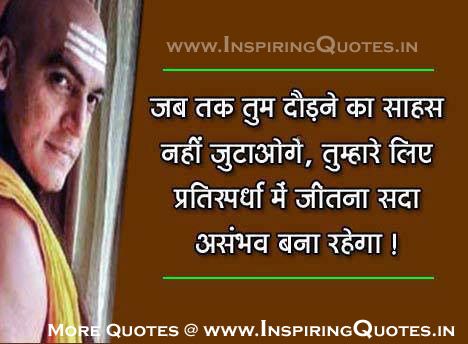 www.InspiringQuotes.in
जब तक तुम दौड़ने का साहस
नहीं जुटाओगे, तुम्हारे लिए
प्रतिस्पर्धा में जीतना सदा
असंभव बना रहेगा !
More Quotes @ www.InspiringQuotes.in